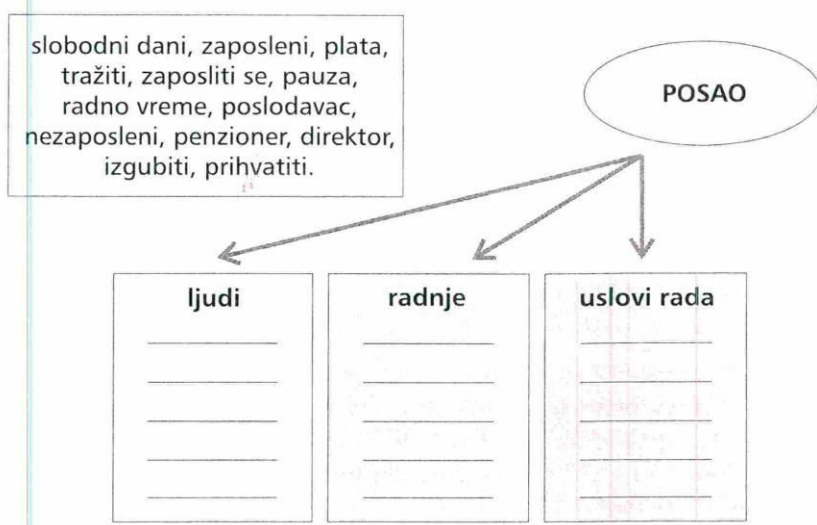 slobodni dani, zaposleni, plata,
tražiti, zaposliti se, pauza,
radno vreme, poslodavac,
nezaposleni, penzioner, direktor,
izgubiti, prihvatiti.
POSAO
ljudi
radnje
uslovi rada